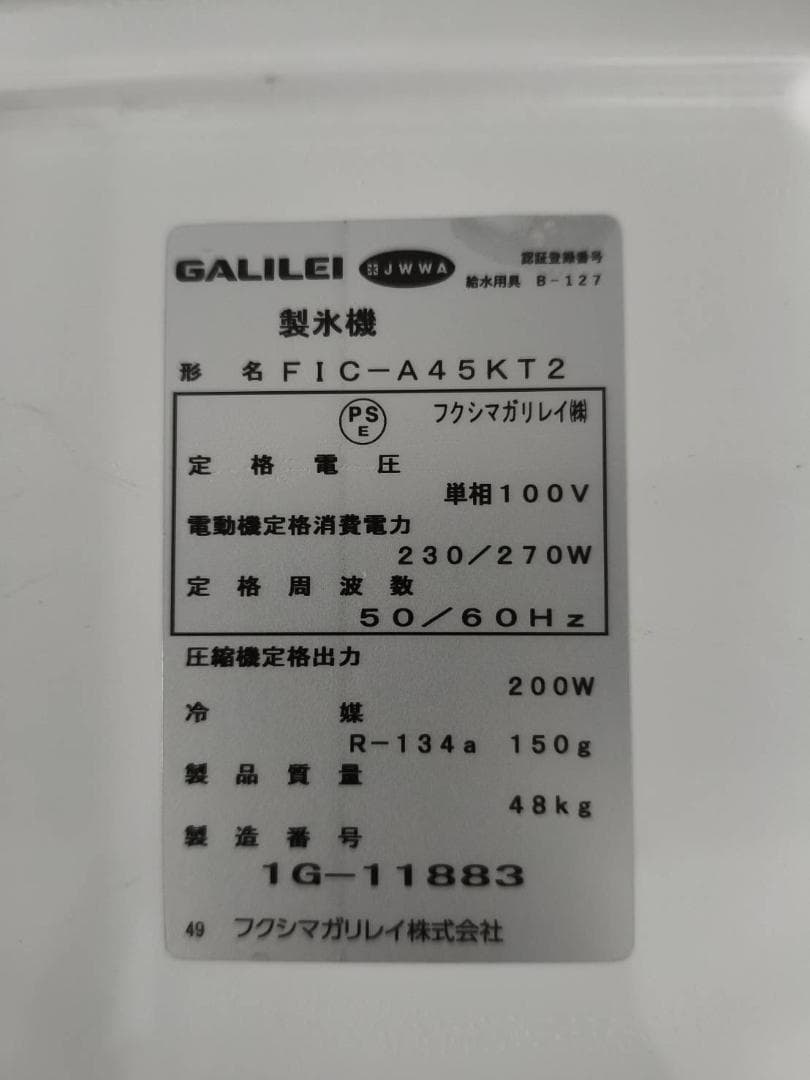 GALILEI JWWA 認証登録番号
給水用具 B-127
製氷機
形名 FIC-A45KT2
PS
E
フクシマガリレイ㈱
定格電圧
単相100V
電動機定格消費電力
230/270W
定格周波数
50/60Hz
圧縮機定格出力
200W
冷媒
R-134a 150g
製品質量
48kg
製造番号
1G-11883
49 フクシマガリレイ株式会社